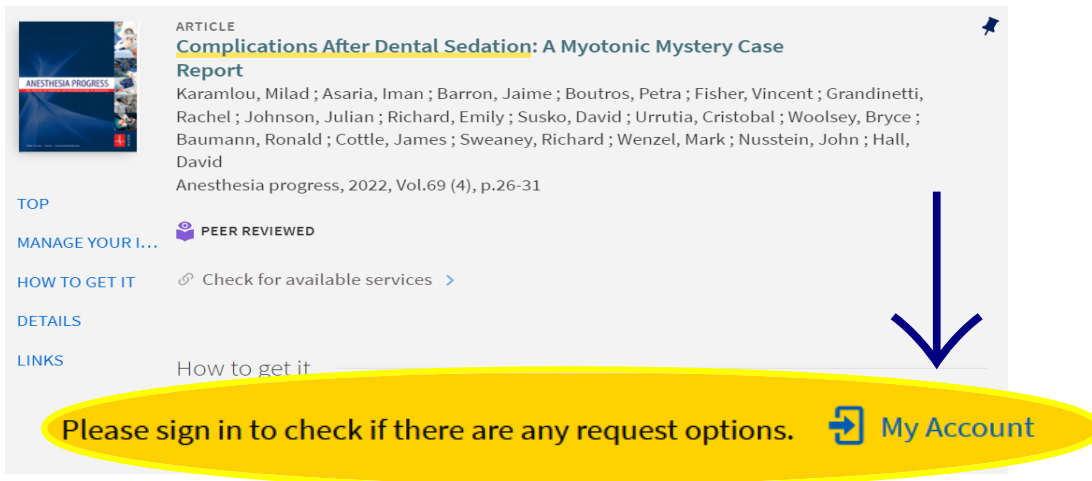 ANESTHESIA PROGRESS
ARTICLE
Complications After Dental Sedation: A Myotonic Mystery Case
Report
Karamlou, Milad ; Asaria, Iman ; Barron, Jaime ; Boutros, Petra ; Fisher, Vincent ; Grandinetti,
Rachel ; Johnson, Julian ; Richard, Emily ; Susko, David ; Urrutia, Cristobal ; Woolsey, Bryce ;
Baumann, Ronald ; Cottle, James ; Sweaney, Richard ; Wenzel, Mark ; Nusstein, John ; Hall,
David
Anesthesia progress, 2022, Vol.69 (4), p.26-31
PEER REVIEWED
Check for available services >
TOP
MANAGE YOUR I...
HOW TO GET IT
DETAILS
LINKS
How to get it
Please sign in to check if there are any request options. My Account